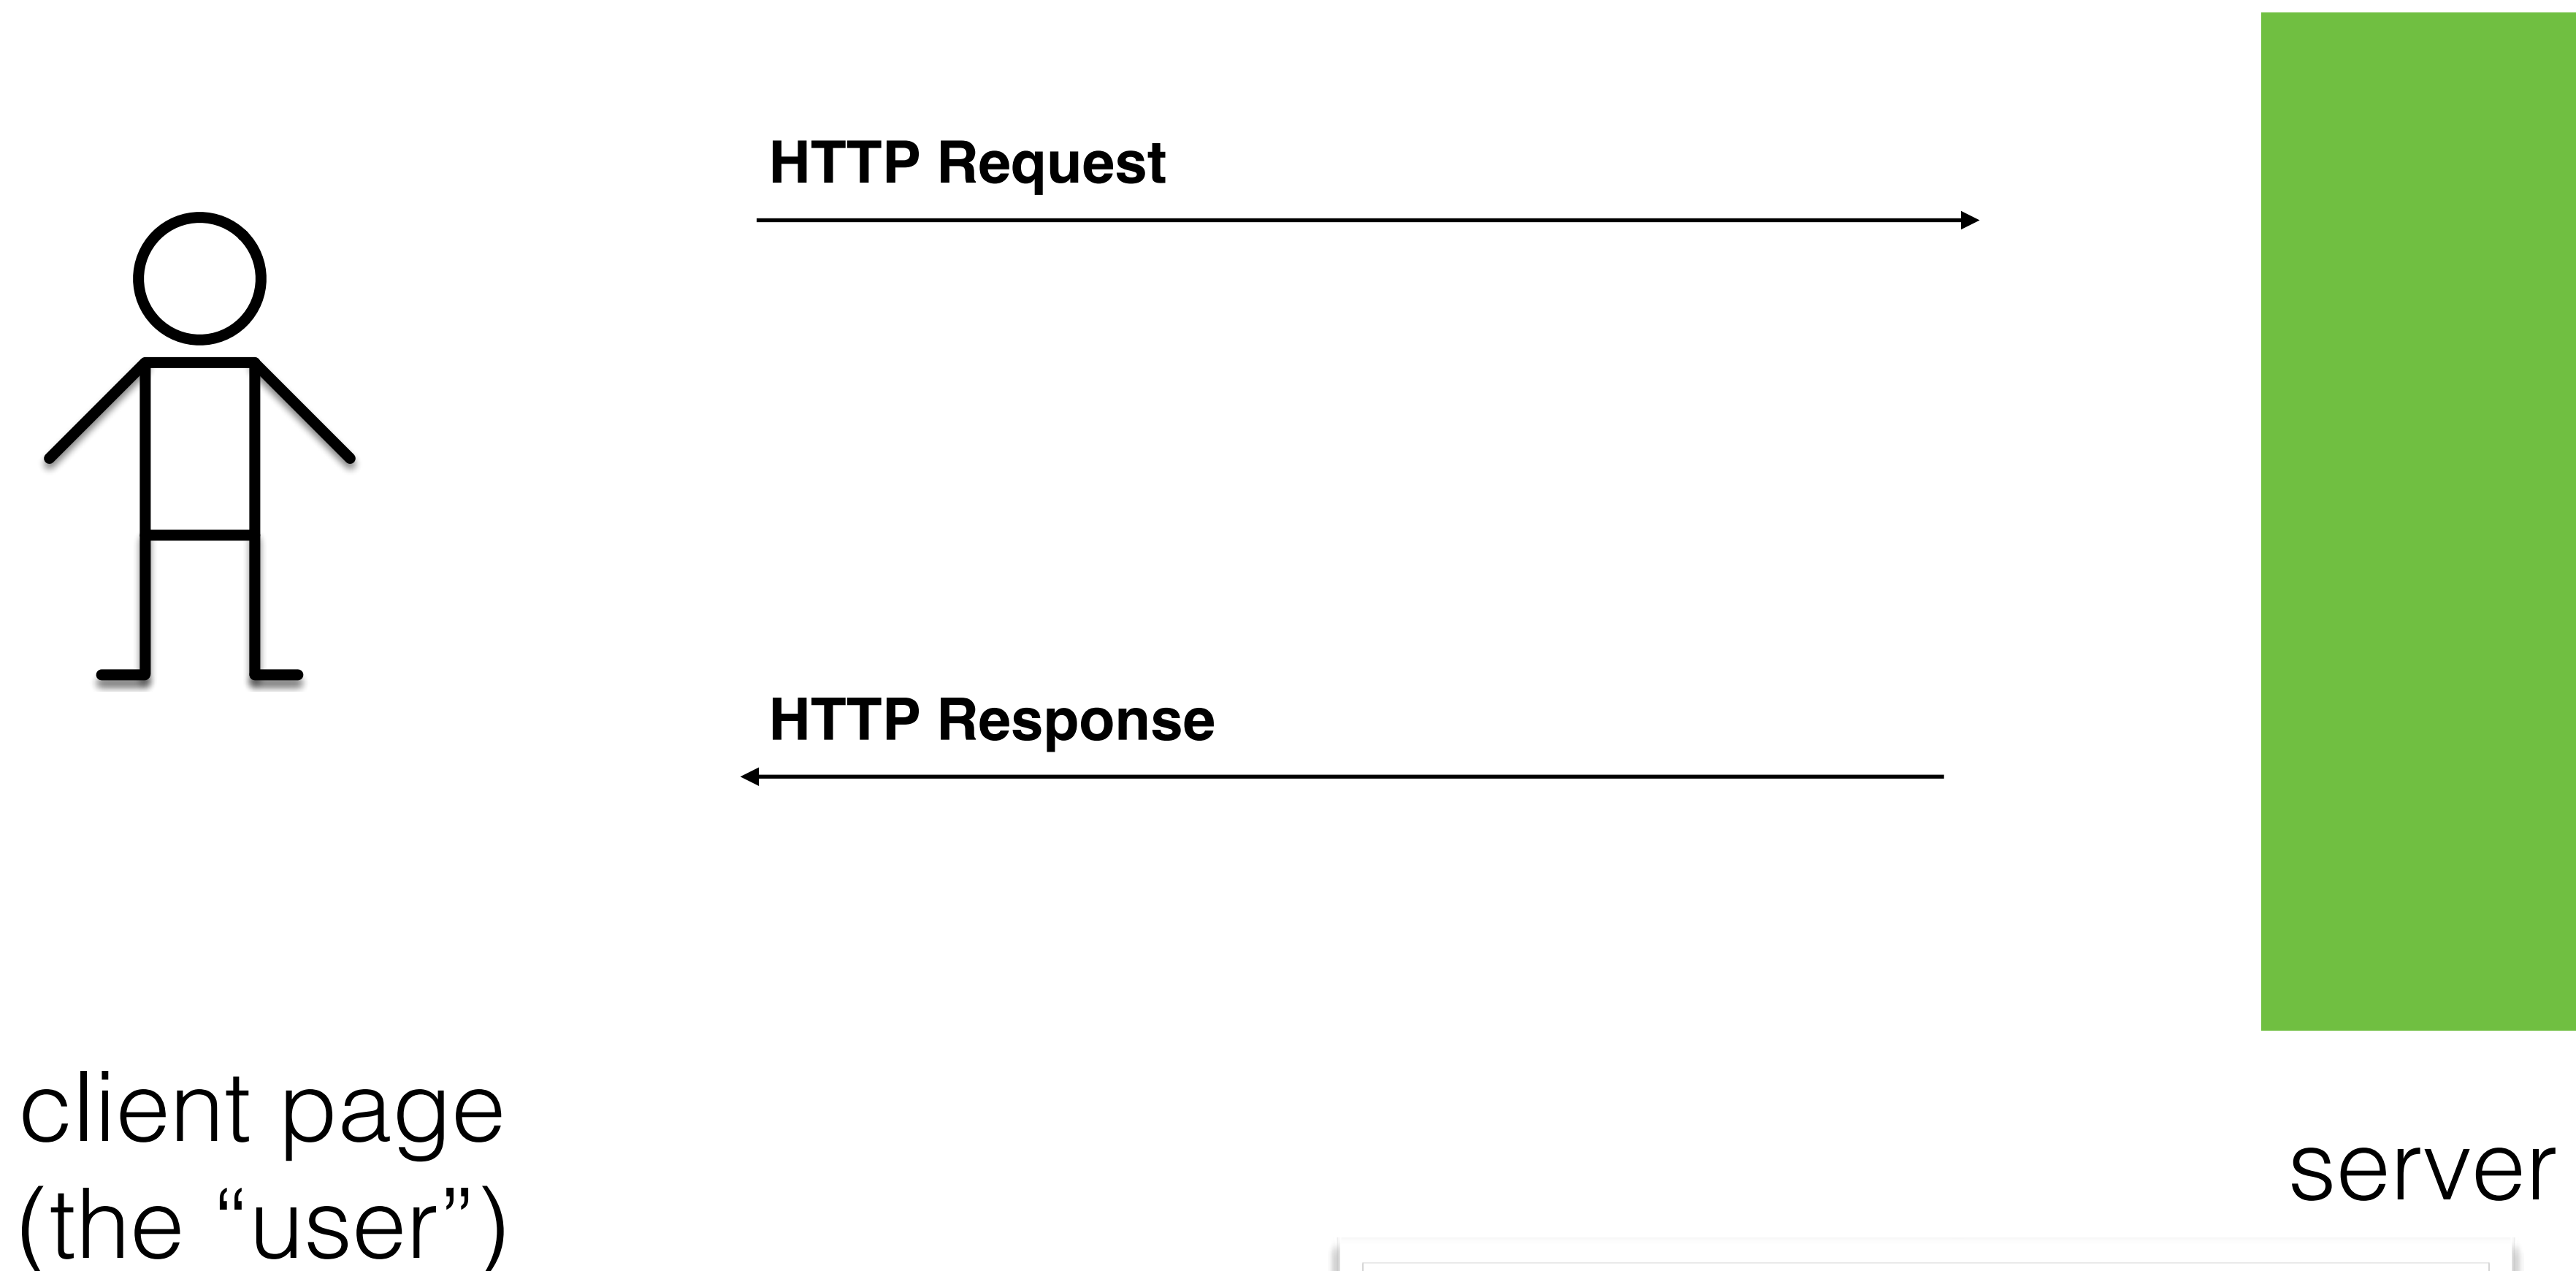 HTTP Request
HTTP Response
client page
(the “user”)
server